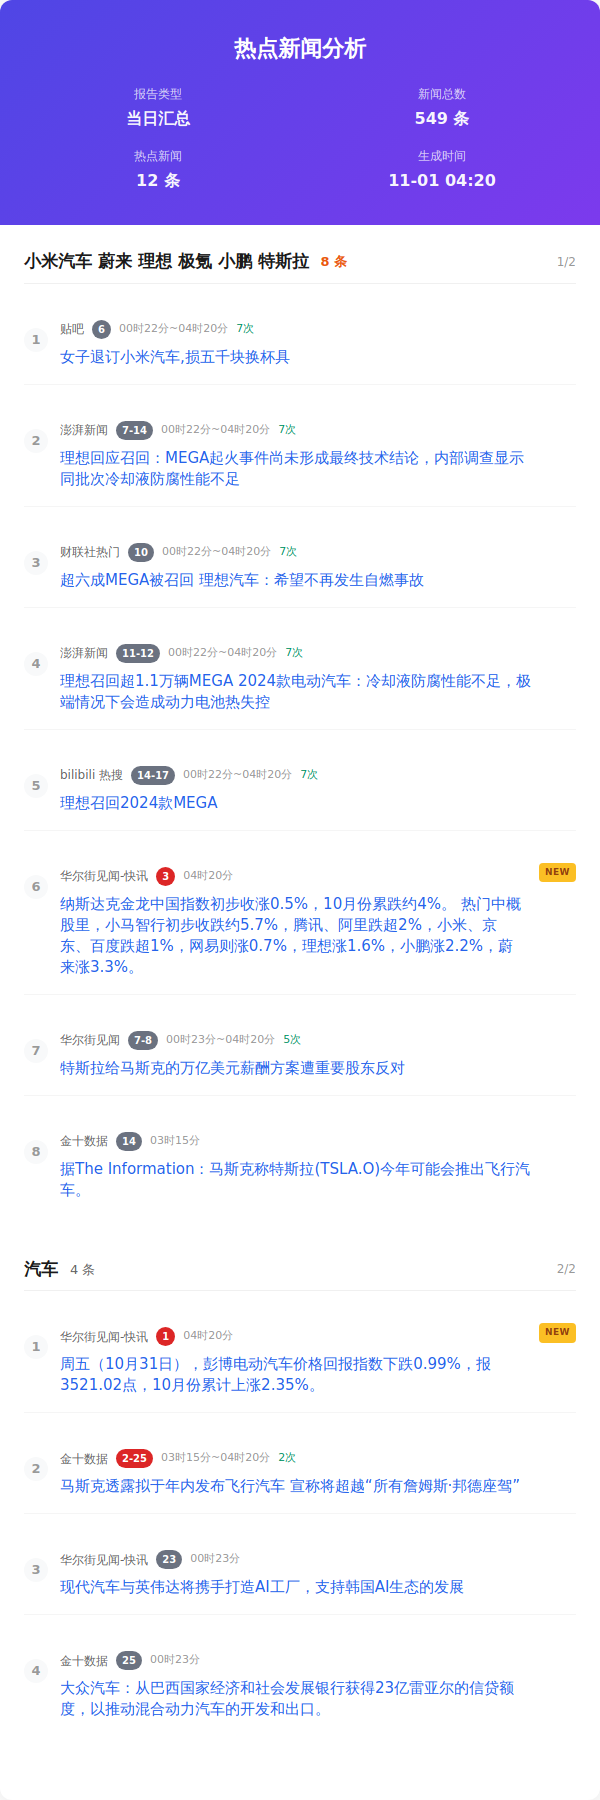 热点新闻分析
报告类型
新闻总数
当日汇总
549 条
热点新闻
生成时间
12 条
11-01 04:20
小米汽车 蔚来 理想 极氪 小鹏 特斯拉 8 条 1/2
1
贴吧 6 00时22分~04时20分 7次
女子退订小米汽车,损五千块换杯具
2
澎湃新闻 7-14 00时22分~04时20分 7次
理想回应召回：MEGA起火事件尚未形成最终技术结论，内部调查显示
同批次冷却液防腐性能不足
3
财联社热门 10 00时22分~04时20分 7次
超六成MEGA被召回 理想汽车：希望不再发生自燃事故
4
澎湃新闻 11-12 00时22分~04时20分 7次
理想召回超1.1万辆MEGA 2024款电动汽车：冷却液防腐性能不足，极
端情况下会造成动力电池热失控
5
bilibili 热搜 14-17 00时22分~04时20分 7次
理想召回2024款MEGA
6
华尔街见闻-快讯 3 04时20分 NEW
纳斯达克金龙中国指数初步收涨0.5%，10月份累跌约4%。 热门中概
股里，小马智行初步收跌约5.7%，腾讯、阿里跌超2%，小米、京
东、百度跌超1%，网易则涨0.7%，理想涨1.6%，小鹏涨2.2%，蔚
来涨3.3%。
7
华尔街见闻 7-8 00时23分~04时20分 5次
特斯拉给马斯克的万亿美元薪酬方案遭重要股东反对
8
金十数据 14 03时15分
据The Information：马斯克称特斯拉(TSLA.O)今年可能会推出飞行汽
车。
汽车 4 条 2/2
1
华尔街见闻-快讯 1 04时20分 NEW
周五（10月31日），彭博电动汽车价格回报指数下跌0.99%，报
3521.02点，10月份累计上涨2.35%。
2
金十数据 2-25 03时15分~04时20分 2次
马斯克透露拟于年内发布飞行汽车 宣称将超越“所有詹姆斯·邦德座驾”
3
华尔街见闻-快讯 23 00时23分
现代汽车与英伟达将携手打造AI工厂，支持韩国AI生态的发展
4
金十数据 25 00时23分
大众汽车：从巴西国家经济和社会发展银行获得23亿雷亚尔的信贷额
度，以推动混合动力汽车的开发和出口。